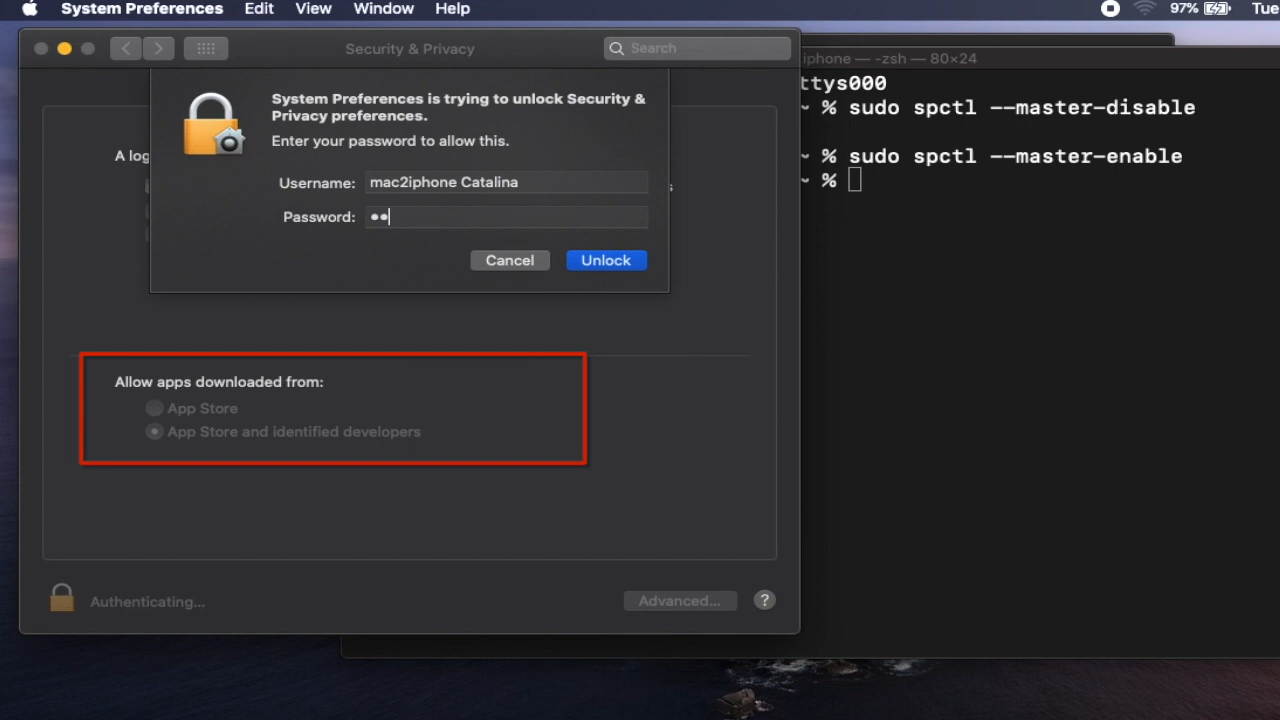 System Preferences Edit View Window Help 97% Tue
Security & Privacy
Search
iphone — -zsh — 80×24
System Preferences is trying to unlock Security &
Privacy preferences.
Enter your password to allow this.
Username: mac2iphone Catalina
Password: ••
Cancel Unlock
A log
Allow apps downloaded from:
App Store
App Store and identified developers
Authenticating...
Advanced...
?
ttys000
~ % sudo spctl --master-disable
~ % sudo spctl --master-enable
~ %